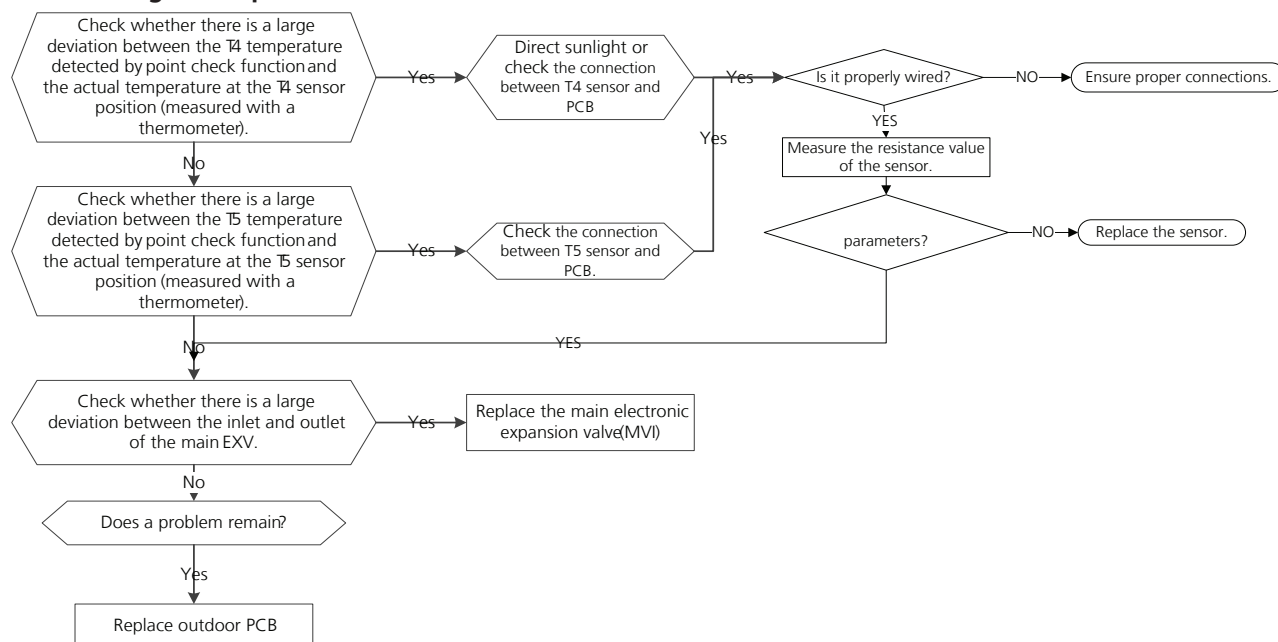 Check whether there is a large
deviation between the T4 temperature
detected by point check function and
the actual temperature at the T4 sensor
position (measured with a
thermometer).
Yes
Direct sunlight or
check the connection
between T4 sensor and
PCB
Yes
Is it properly wired?
NO
Ensure proper connections.
YES
Measure the resistance value
of the sensor.
Yes
No
Check whether there is a large
deviation between the T5 temperature
detected by point check function and
the actual temperature at the T5 sensor
position (measured with a
thermometer).
Yes
Check the connection
between T5 sensor and
PCB.
parameters?
NO
Replace the sensor.
YES
No
Check whether there is a large
deviation between the inlet and outlet
of the main EXV.
Yes
Replace the main electronic
expansion valve(MVI)
No
Does a problem remain?
Yes
Replace outdoor PCB